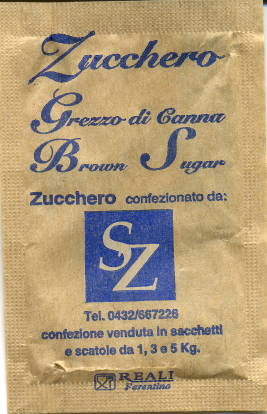 Zucchero
Grezzo di Canna
Brown Sugar
Zucchero confezionato da:
SZ
Tel. 0432/667226
confezione venduta in sacchetti
e scatole da 1, 3 e 5 Kg.
REALI
Ferentino